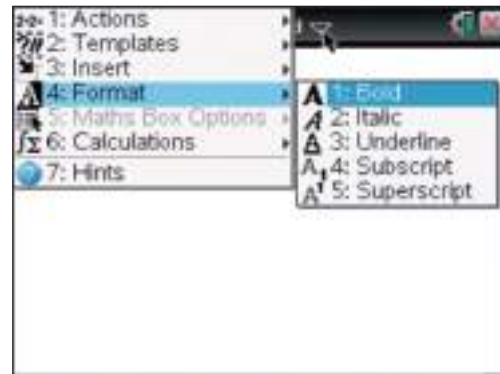 1: Actions
2: Templates
3: Insert
4: Format
5: Maths Box Options
6: Calculations
7: Hints
1: Bold
2: Italic
3: Underline
4: Subscript
5: Superscript